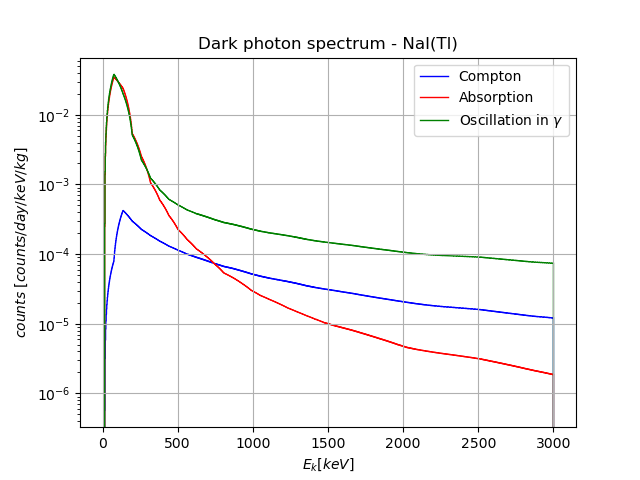 Dark photon spectrum - NaI(Tl)
Compton
Absorption
Oscillation in γ
counts [counts/day/keV/kg]
10⁻²
10⁻³
10⁻⁴
10⁻⁵
10⁻⁶
0 500 1000 1500 2000 2500 3000
Eₖ[keV]